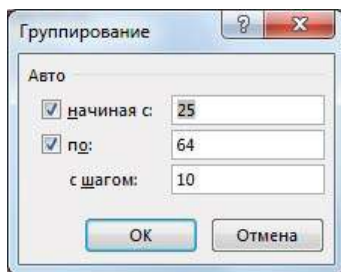 Группирование
Авто
начиная с: 25
по: 64
с шагом: 10
ОК Отмена